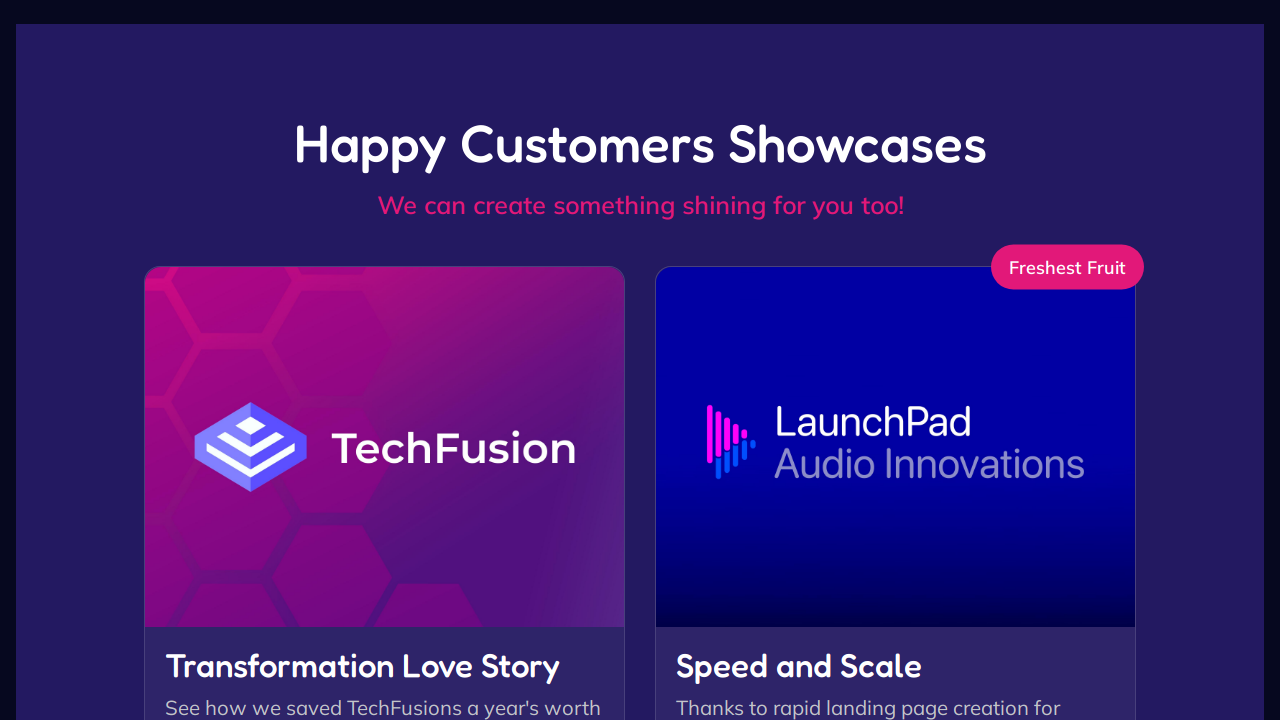 Happy Customers Showcases
We can create something shining for you too!
Freshest Fruit
TechFusion
LaunchPad
Audio Innovations
Transformation Love Story
See how we saved TechFusions a year's worth
Speed and Scale
Thanks to rapid landing page creation for